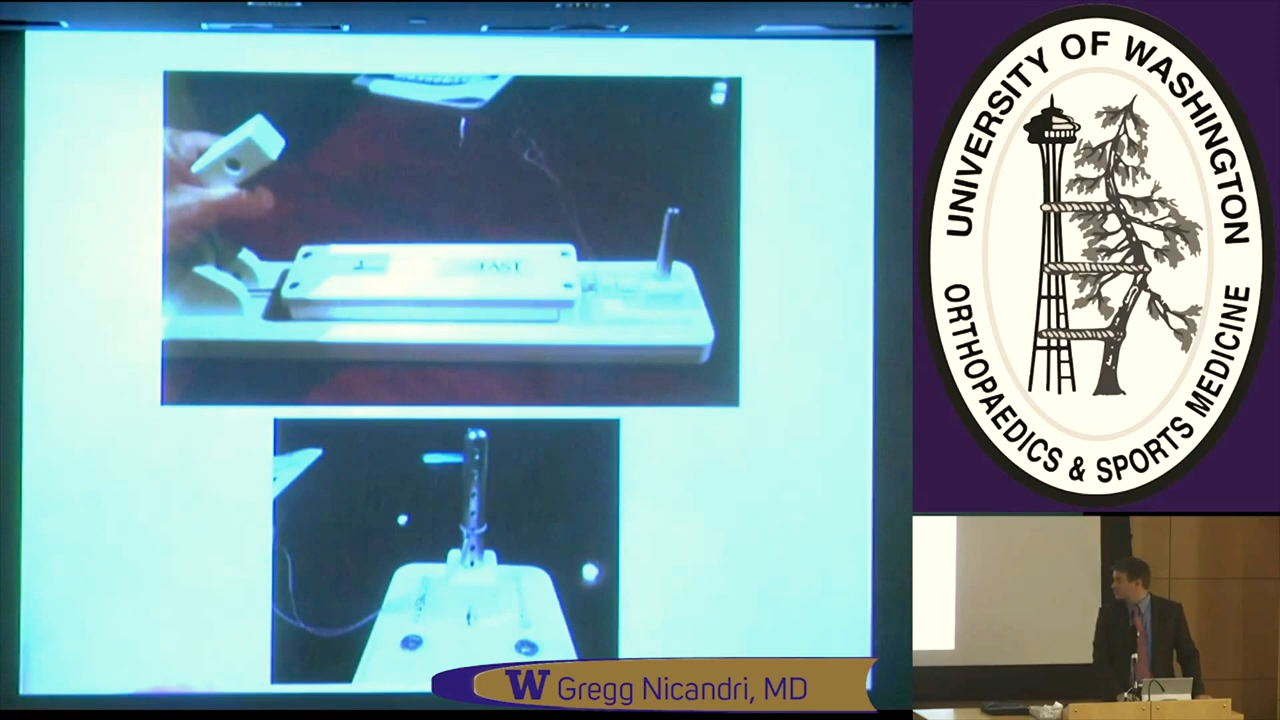 FAST
UNIVERSITY OF WASHINGTON
ORTHOPAEDICS & SPORTS MEDICINE
W Gregg Nicandri, MD